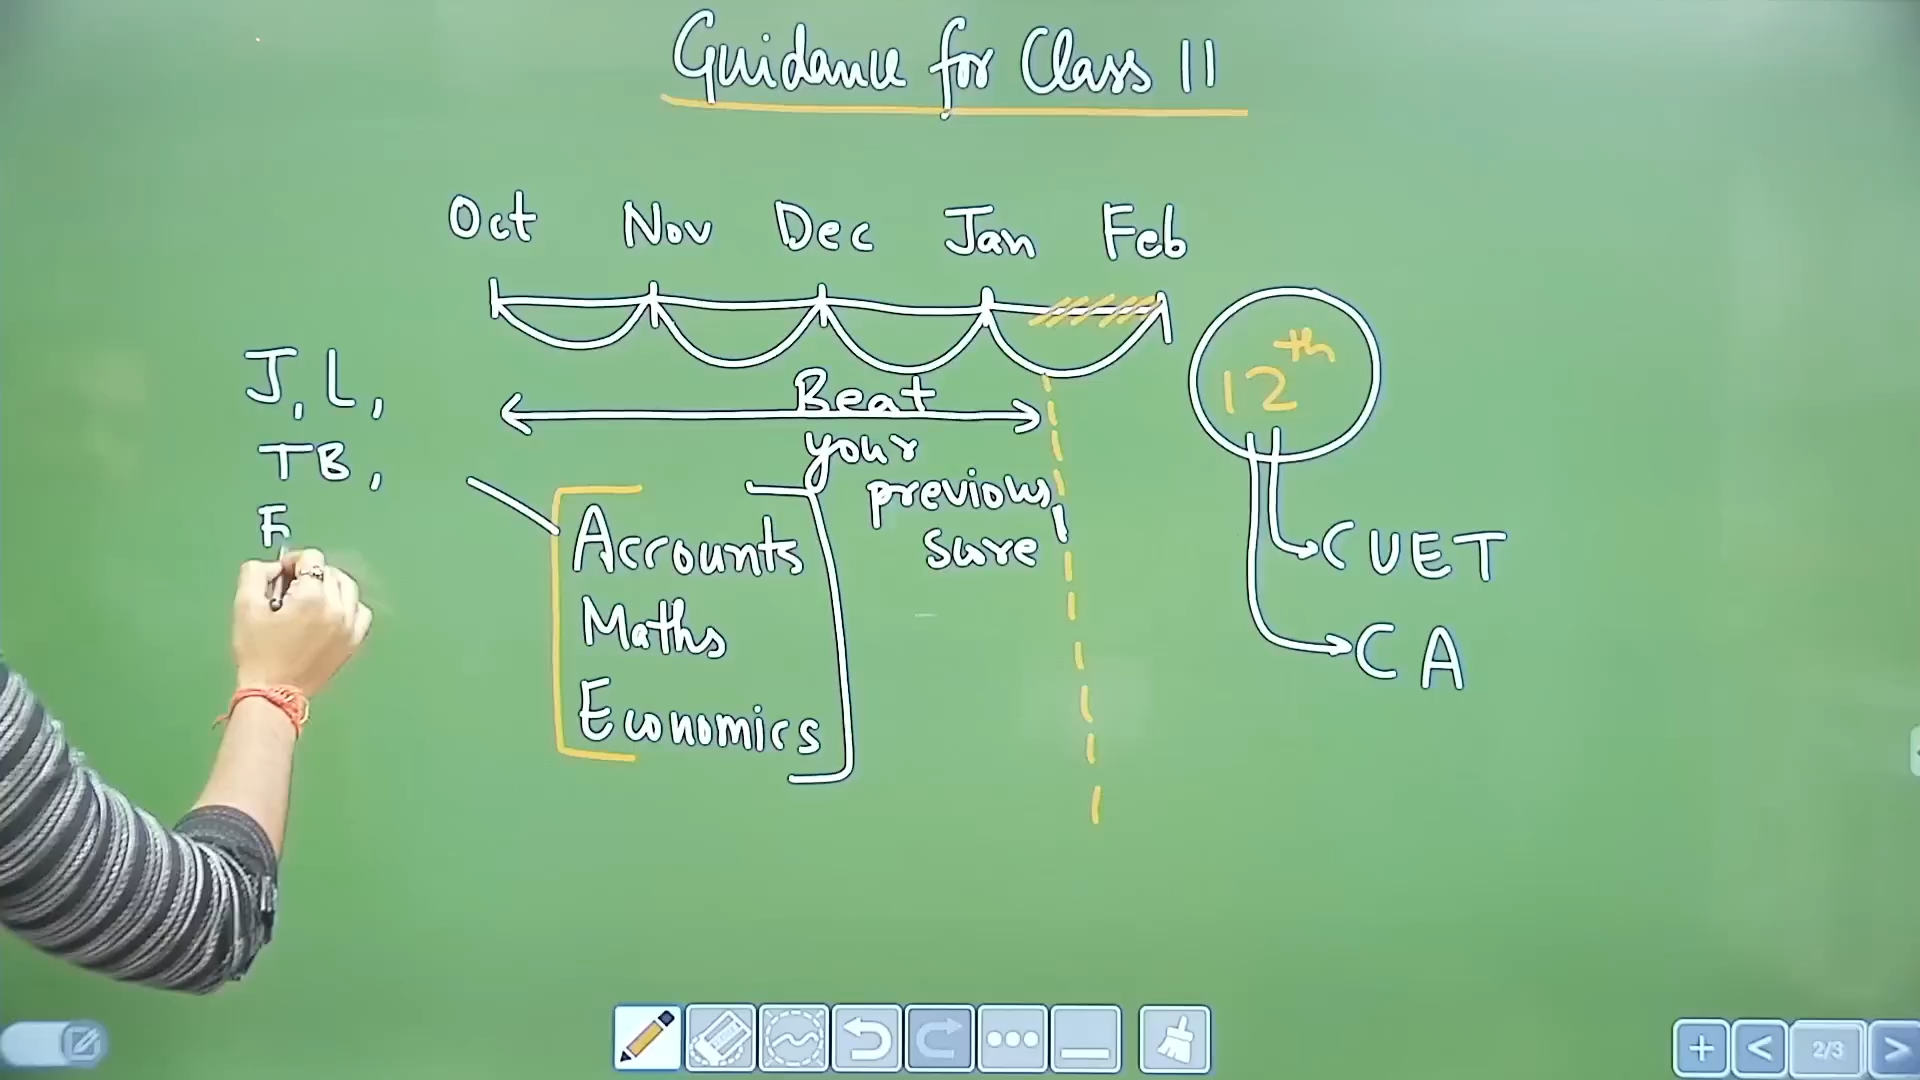 Guidance for Class 11
Oct Nov Dec Jan Feb
12th
J, L,
TB,
F
Beat
your
previous
score
Accounts
Maths
Economics
CUET
CA
2/3